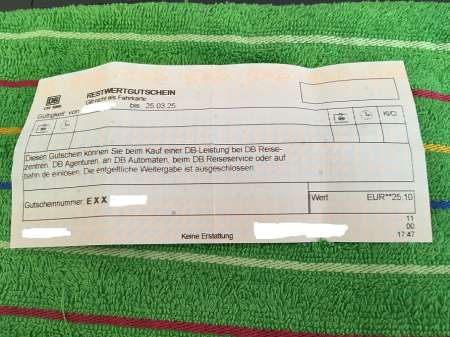 DB
RESTWERTGUTSCHEIN
Gilt nicht als Fahrkarte
Gültigkeit von bis 25.03.25
Kl/Cl
Diesen Gutschein können Sie beim Kauf einer DB-Leistung bei DB Reise-
zentren, DB Agenturen, an DB Automaten, beim DB Reiseservice oder auf
bahn.de einlösen. Die entgeltliche Weitergabe ist ausgeschlossen.
Gutscheinnummer EXX
Wert EUR**25,10
11
00
Keine Erstattung 17:47